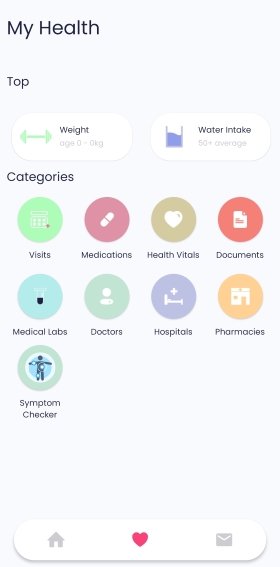 My Health
Top
Weight
age 0 - 0kg
Water Intake
50+ average
Categories
Visits
Medications
Health Vitals
Documents
Medical Labs
Doctors
Hospitals
Pharmacies
Symptom
Checker